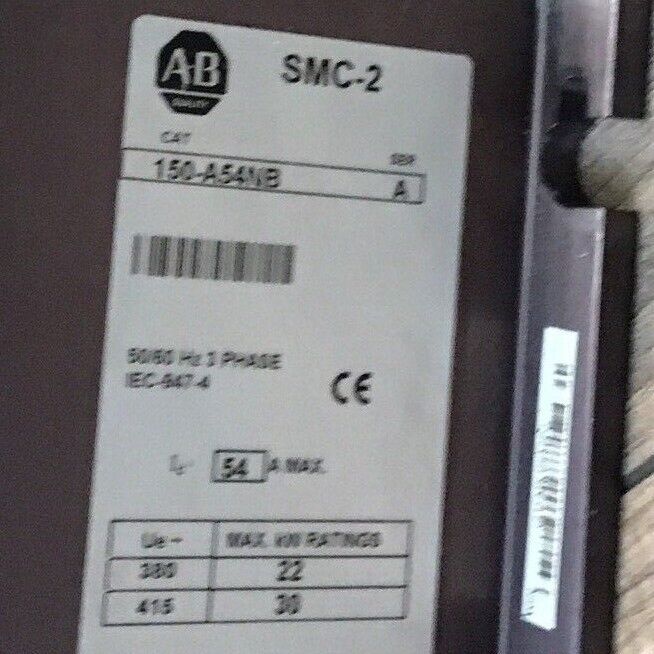 AB
SMC-2
CAT
SER
150-A54NB A
50/60 Hz 3 PHASE
IEC-947-4
CE
54 A MAX.
Ue ~ MAX. kW RATINGS
380 22
415 30